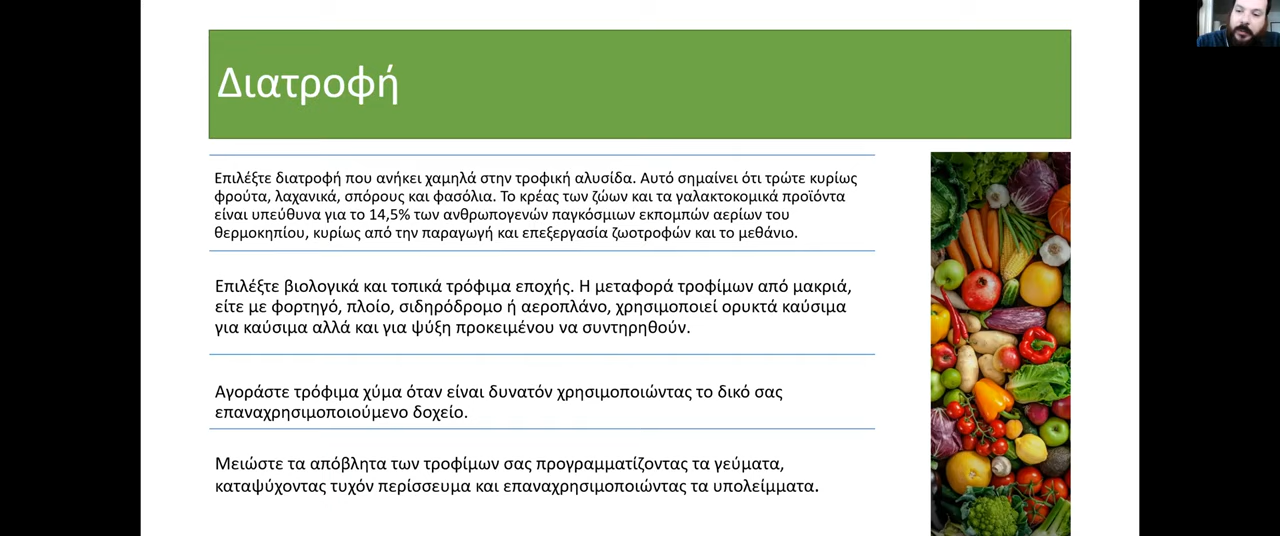 Διατροφή
Επιλέξτε διατροφή που ανήκει χαμηλά στην τροφική αλυσίδα. Αυτό σημαίνει ότι τρώτε κυρίως
φρούτα, λαχανικά, σπόρους και φασόλια. Το κρέας των ζώων και τα γαλακτοκομικά προϊόντα
είναι υπεύθυνα για το 14,5% των ανθρωπογενών παγκόσμιων εκπομπών αερίων του
θερμοκηπίου, κυρίως από την παραγωγή και επεξεργασία ζωοτροφών και το μεθάνιο.
Επιλέξτε βιολογικά και τοπικά τρόφιμα εποχής. Η μεταφορά τροφίμων από μακριά,
είτε με φορτηγό, πλοίο, σιδηρόδρομο ή αεροπλάνο, χρησιμοποιεί ορυκτά καύσιμα
για καύσιμα αλλά και για ψύξη προκειμένου να συντηρηθούν.
Αγοράστε τρόφιμα χύμα όταν είναι δυνατόν χρησιμοποιώντας το δικό σας
επαναχρησιμοποιούμενο δοχείο.
Μειώστε τα απόβλητα των τροφίμων σας προγραμματίζοντας τα γεύματα,
καταψύχοντας τυχόν περίσσευμα και επαναχρησιμοποιώντας τα υπολείμματα.